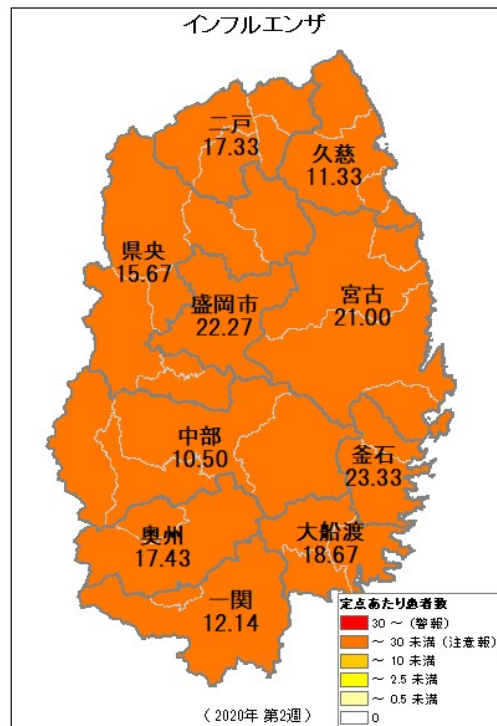 インフルエンザ
二戸
17.33
久慈
11.33
県央
15.67
盛岡市
22.27
宮古
21.00
中部
10.50
釜石
23.33
奥州
17.43
大船渡
18.67
一関
12.14
定点あたり患者数
30 ～ (警報)
～ 30 未満 (注意報)
～ 10 未満
～ 2.5 未満
～ 0.5 未満
0
（2020年 第2週）